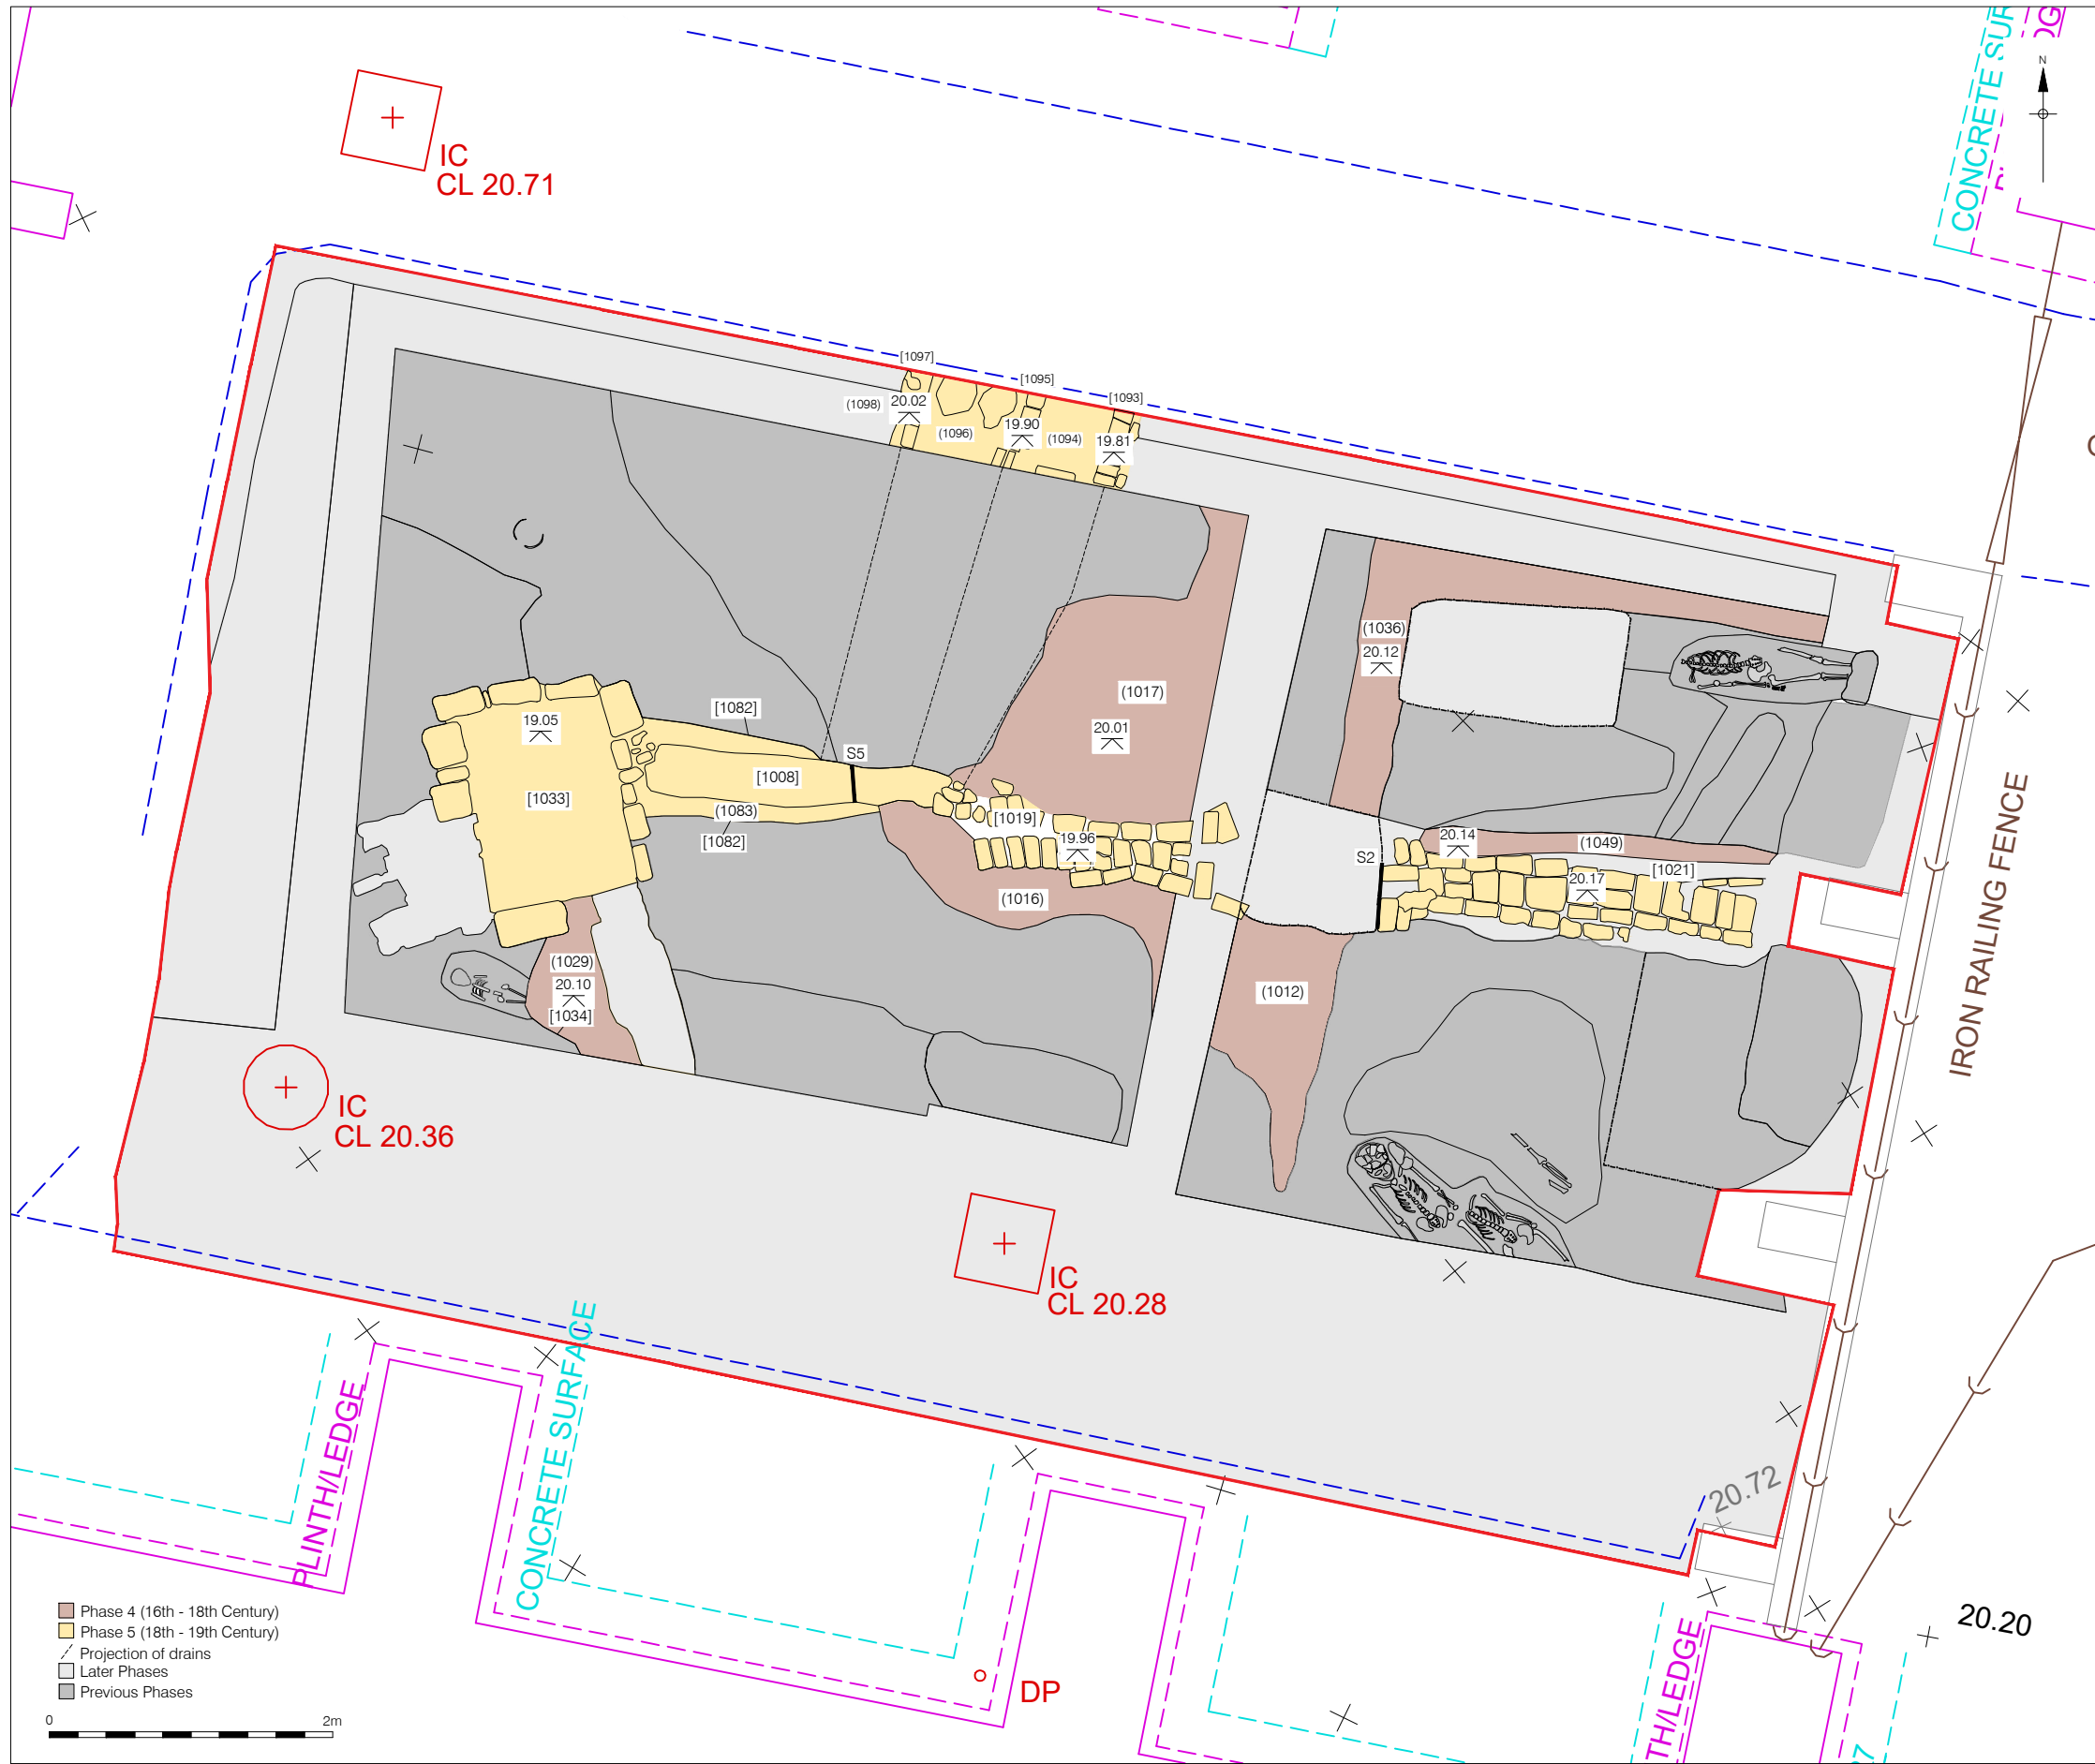 CONCRETE SUR
N
IC
CL 20.71
[1097]
[1095]
[1093]
(1098)
20.02
(1096)
19.90
(1094)
19.81
(1036)
20.12
(1017)
20.01
[1082]
19.05
S5
[1008]
[1033]
(1083)
[1082]
[1019]
19.96
S2
20.14
(1049)
20.17
[1021]
(1016)
(1029)
20.10
[1034]
(1012)
IRON RAILING FENCE
IC
CL 20.36
IC
CL 20.28
PLINTH/LEDGE
CONCRETE SURFACE
20.72
20.20
DP
TH/LEDGE
Phase 4 (16th - 18th Century)
Phase 5 (18th - 19th Century)
Projection of drains
Later Phases
Previous Phases
0 2m